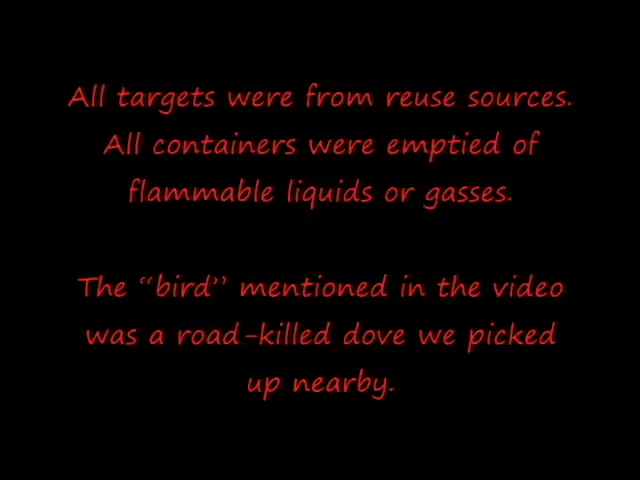 All targets were from reuse sources.
All containers were emptied of
flammable liquids or gasses.
The “bird” mentioned in the video
was a road-killed dove we picked
up nearby.